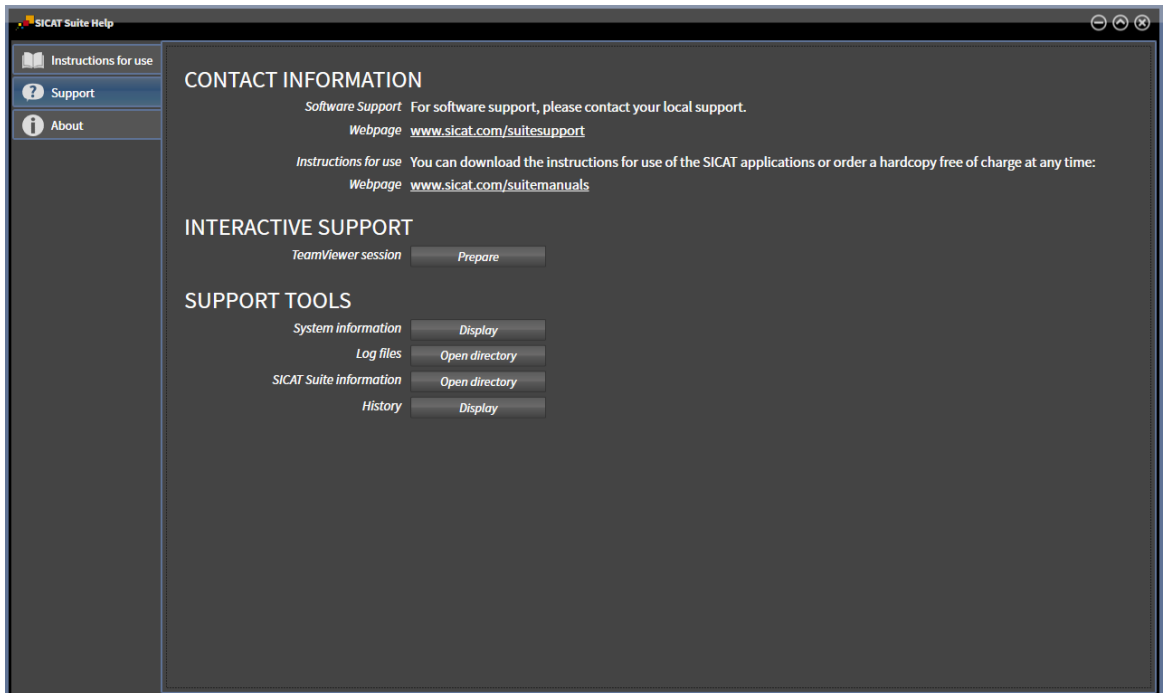 SICAT Suite Help
Instructions for use
Support
About
CONTACT INFORMATION
Software Support For software support, please contact your local support.
Webpage www.sicat.com/suitesupport
Instructions for use You can download the instructions for use of the SICAT applications or order a hardcopy free of charge at any time:
Webpage www.sicat.com/suitemanuals
INTERACTIVE SUPPORT
TeamViewer session Prepare
SUPPORT TOOLS
System information Display
Log files Open directory
SICAT Suite information Open directory
History Display